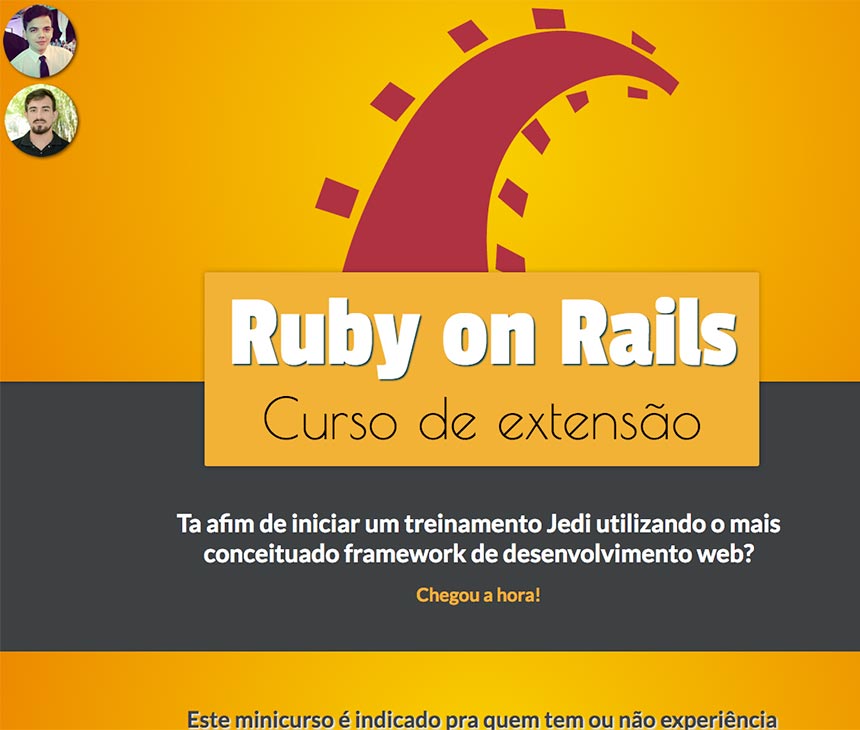 Ruby on Rails
Curso de extensão
Ta afim de iniciar um treinamento Jedi utilizando o mais
conceituado framework de desenvolvimento web?
Chegou a hora!
Este minicurso é indicado pra quem tem ou não experiência